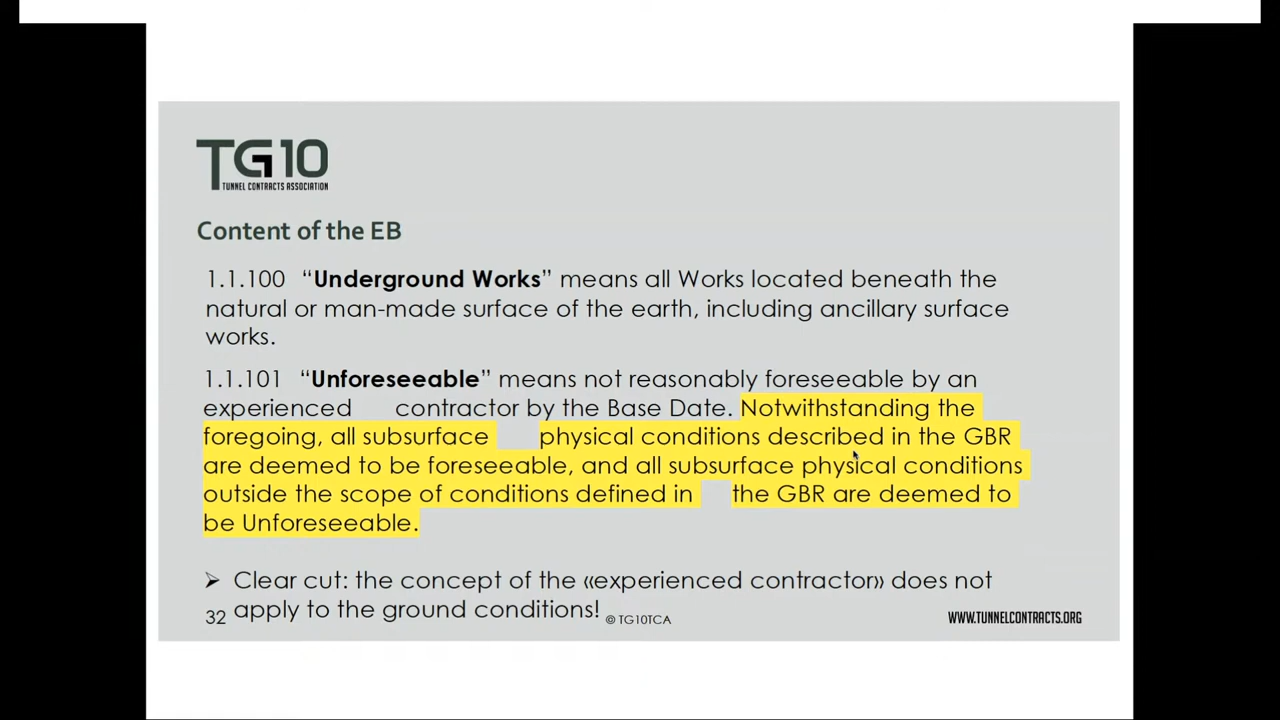 TG10
TUNNEL CONTRACTS ASSOCIATION
Content of the EB
1.1.100 “Underground Works” means all Works located beneath the
natural or man-made surface of the earth, including ancillary surface
works.
1.1.101 “Unforeseeable” means not reasonably foreseeable by an
experienced contractor by the Base Date. Notwithstanding the
foregoing, all subsurface physical conditions described in the GBR
are deemed to be foreseeable, and all subsurface physical conditions
outside the scope of conditions defined in the GBR are deemed to
be Unforeseeable.
➢ Clear cut: the concept of the «experienced contractor» does not
apply to the ground conditions!
32
© TG10TCA
WWW.TUNNELCONTRACTS.ORG